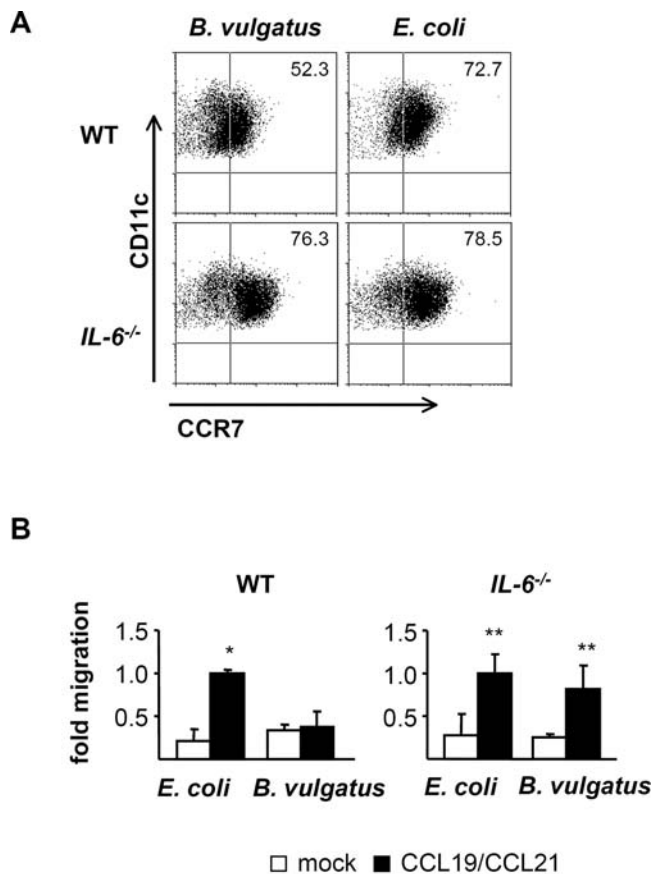 A
B. vulgatus E. coli
52.3 72.7
WT
CD11c
76.3 78.5
IL-6-/-
CCR7
B
WT IL-6-/-
fold migration
1.5 1.5
* ** **
1.0 1.0
0.5 0.5
E. coli B. vulgatus E. coli B. vulgatus
mock CCL19/CCL21